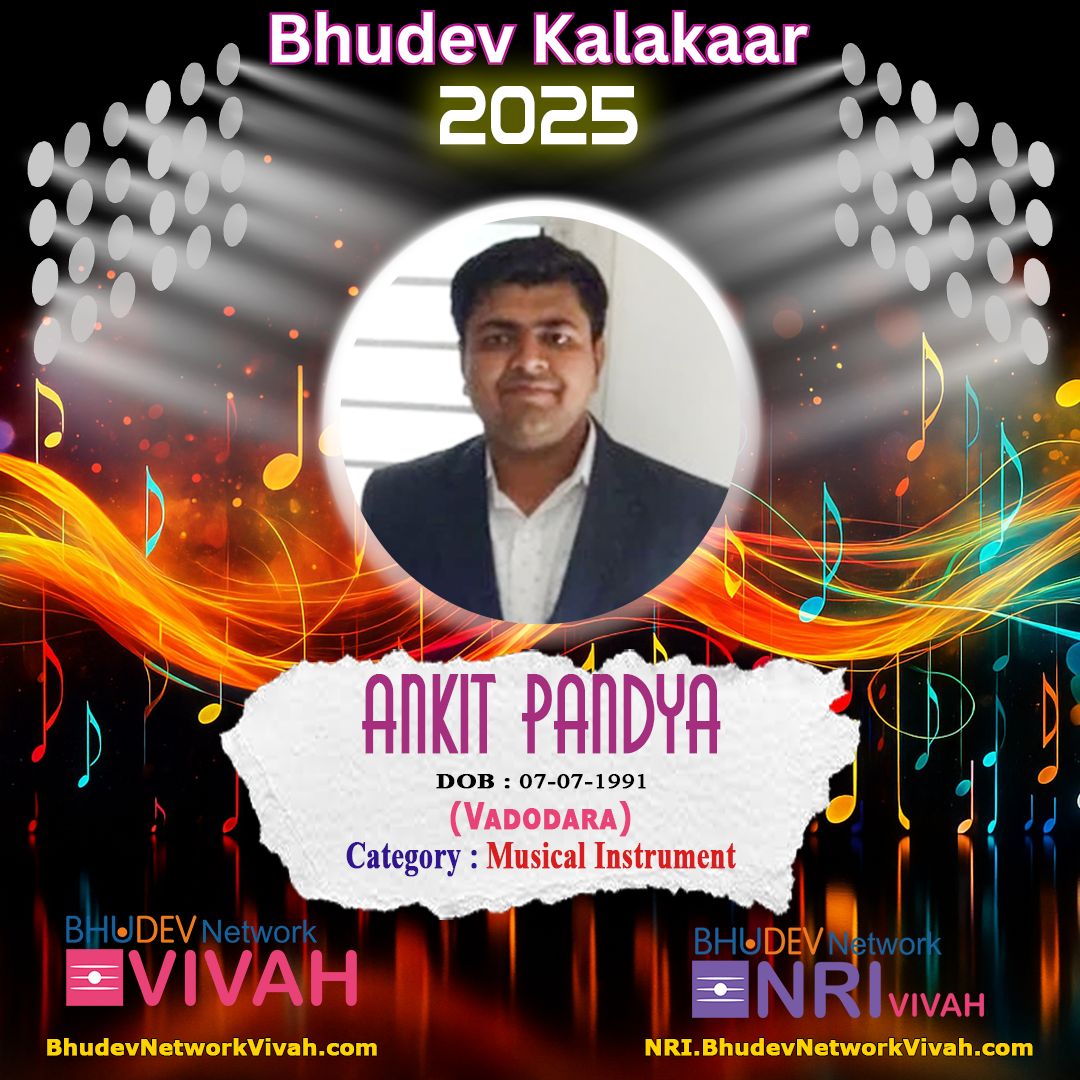 Bhudev Kalakaar
2025
ANKIT PANDYA
DOB : 07-07-1991
(VADODARA)
Category : Musical Instrument
BHUDEV Network
VIVAH
BhudevNetworkVivah.com
BHUDEV Network
NRI VIVAH
NRI.BhudevNetworkVivah.com